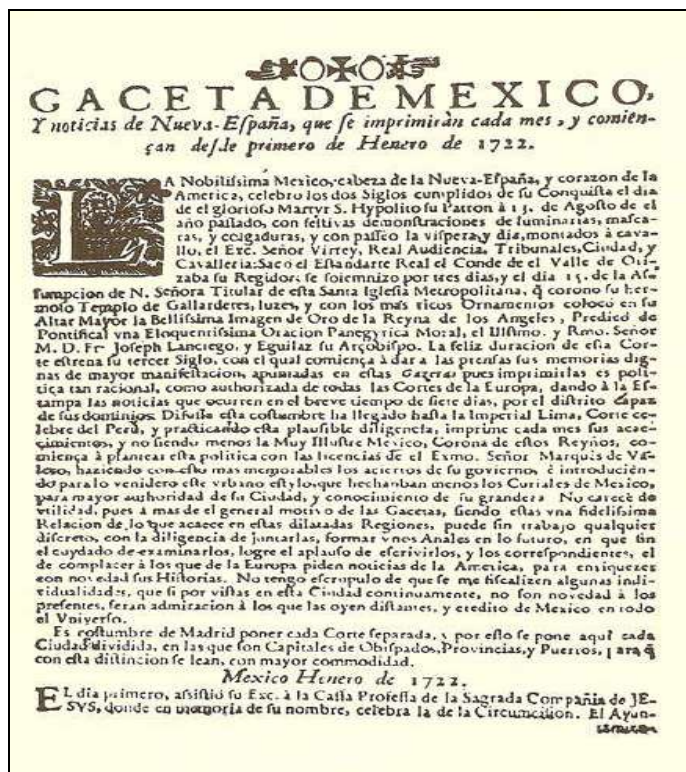 GACETA DE MEXICO,
Y noticias de Nueva-España, que ſe imprimiràn cada mes, y comien-
çan deſde primero de Henero de 1722.
LA Nobiliſsima Mexico, cabeza de la Nueva-Eſpaña, y corazon de la
America, celebro los dos Siglos cumplidos de ſu Conquiſta el dia
de el glorioſo Martyr S. Hypolito ſu Patron à 13. de Agoſto de el
año paſſado, con feſtivas demonſtraciones de luminarias, maſca-
ras, y colgaduras, y con paſſeo la viſpera, y dia, montados à cava-
llo, el Exc. Señor Virrey, Real Audiencia, Tribunales, Ciudad, y
Cavalleria: Sacò el Eſtandarte Real el Conde de el Valle de Ori-
zaba ſu Regidor: ſe ſolemnizo por tres dias, y el dia 15. de la Aſ-
ſumpcion de N. Señora Titular de eſta Santa Igleſia Metropolitana, q̃ corono ſu her-
moſo Templo de Gallardetes, luzes, y con los mas ricos Ornamentos colocò en ſu
Altar Mayor la Belliſsima Imagen de Oro de la Reyna de los Angeles, Predicò de
Pontifical vna Eloquentiſsima Oracion Panegyrica Moral, el Illſmo. y Rmo. Señor
M. D. Fr. Joſeph Lanciego, y Eguilaz ſu Arçobiſpo. La feliz duracion de eſta Cor-
te eſtrena ſu tercer Siglo, con el qual comiença à dar a las prenſas ſus memorias dig-
nas de mayor manifeſtacion, apuntadas en eſtas Gazetas pues imprimirlas es poli-
tica tan racional, como authorizada de todas las Cortes de la Europa, dando à la Eſ-
tampa las noticias que ocurren en el breve tiempo de ſiete dias, por el diſtrito capaz
de ſus dominios. Difuſa eſta coſtumbre ha llegado haſta la Imperial Lima, Corte ce-
lebre del Perù, y practicando eſta plauſible diligencia, imprime cada mes ſus acae-
cimientos, y no ſiendo menos la Muy Illuſtre Mexico, Corona de eſtos Reynos, co-
miença à plantear eſta politica con las licencias de el Exmo. Señor Marquès de Va-
lero, haziendo con eſto mas memorables los aciertos de ſu govierno, è introducièn-
do para lo venidero eſte vrbano eſtylo, que hechanban menos los Curiales de Mexico,
para mayor authoridad de ſu Ciudad, y conocimiento de ſu grandeza. No carece de
vtilidad, pues à mas de el general motivo de las Gacetas, ſiendo eſtas vna fideliſsima
Relacion de lo que acaece en eſtas dilatadas Regiones, puede ſin trabajo qualquier
diſcreto, con la diligencia de juntarlas, formar vnos Anales en lo futuro, en que ſin
el cuydado de examinarlos, logre el aplauſo de eſcrivirlos, y los correſpondientes, el
de complacer à los que de la Europa piden noticias de la America, para enriquezer
con novedad ſus Hiſtorias. No tengo eſcrupulo de que ſe me fiſcalizen algunas indi-
vidualidades, que ſi por viſtas en eſta Ciudad continuamente, no ſon novedad à los
preſentes, ſeran admiracion à los que las oyen diſtantes, y credito de Mexico en todo
el Vniverſo.
Es coſtumbre de Madrid poner cada Corte ſeparada, y por eſſo ſe pone aquì cada
Ciudad dividida, en las que ſon Capitales de Obiſpados, Provincias, y Puertos, para q̃
con eſta diſtincion ſe lean, con mayor commodidad.
Mexico Henero de 1722.
EL dia primero, aſsiſtiò ſu Exc. à la Caſſa Profeſſa de la Sagrada Compañia de JE-
SVS, donde en memoria de ſu nombre, celebra la de la Circumciſion. El Ayun-
tamien-